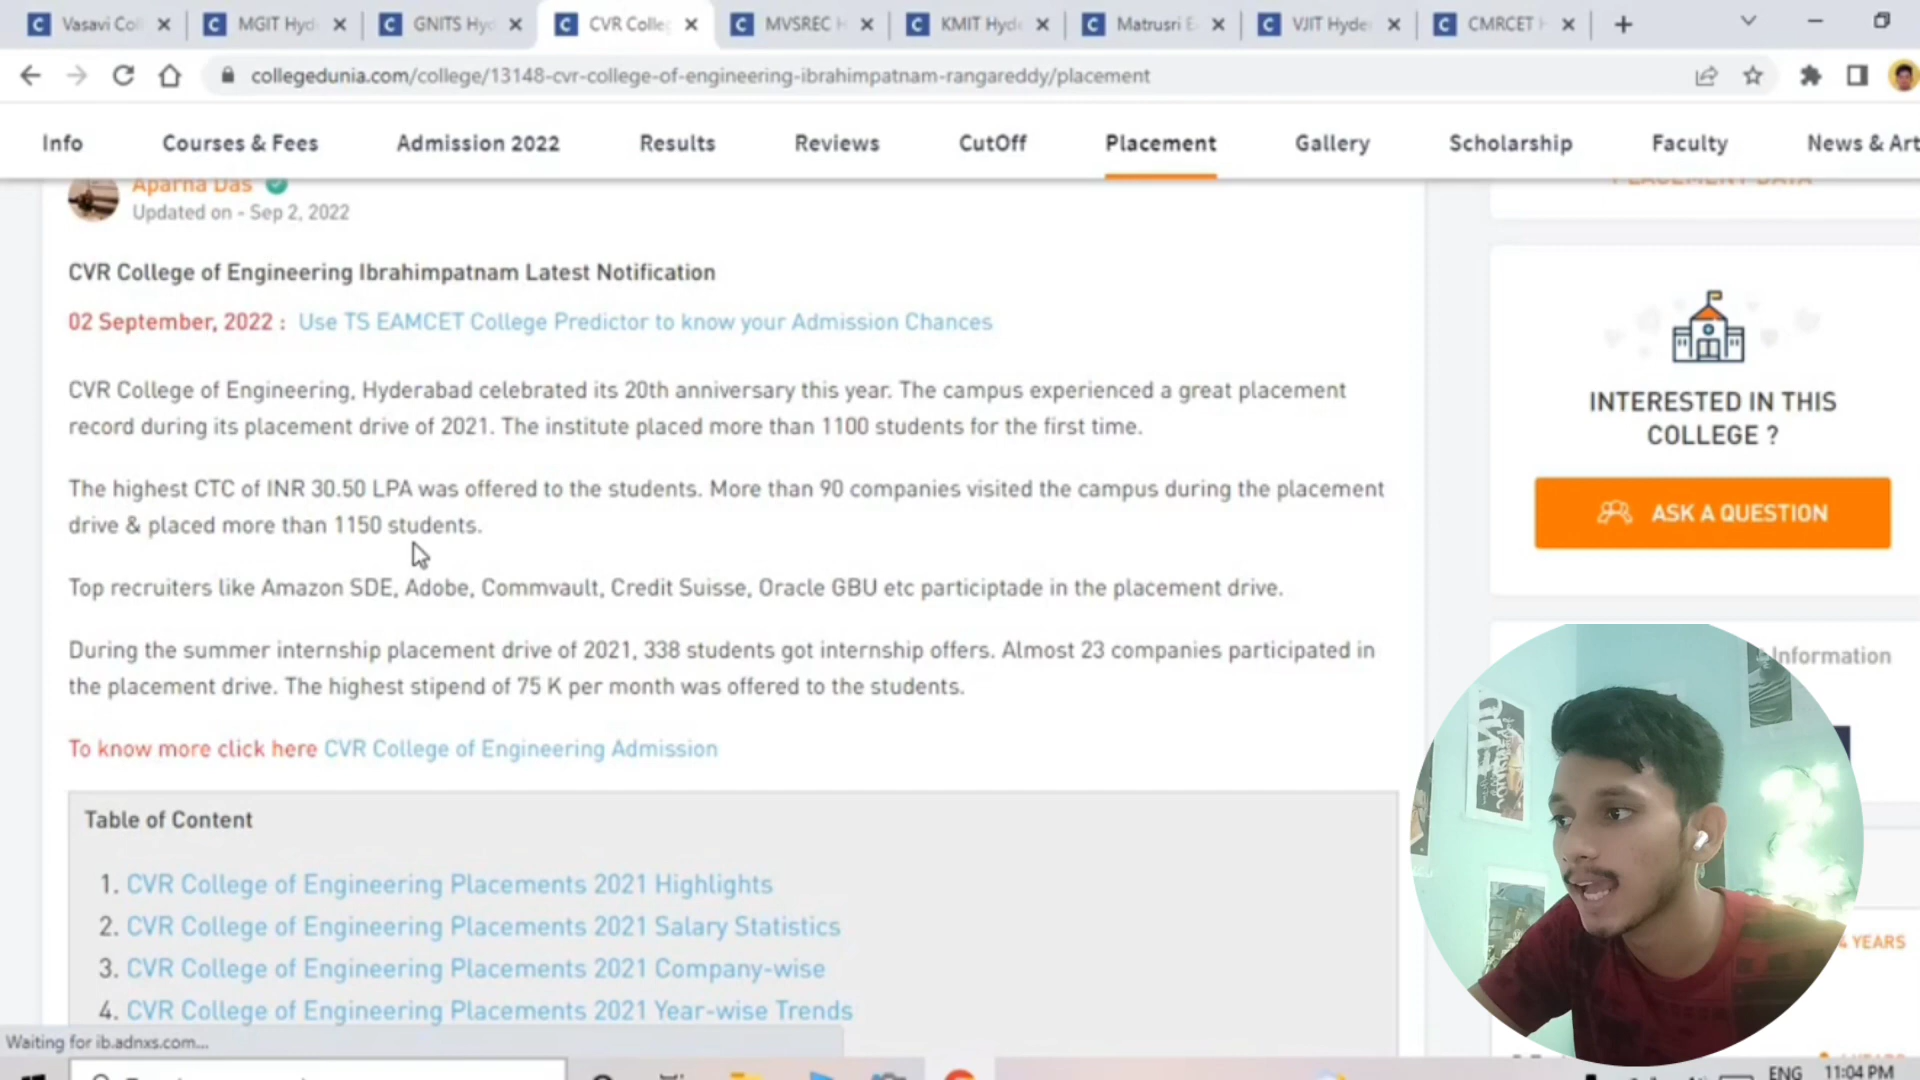 Vasavi Col
MGIT Hyd
GNITS Hyd
CVR Colle
MVSREC H
KMIT Hyd
Matrusri E
VJIT Hyde
CMRCET H
collegedunia.com/college/13148-cvr-college-of-engineering-ibrahimpatnam-rangareddy/placement
Info Courses & Fees Admission 2022 Results Reviews CutOff Placement Gallery Scholarship Faculty News & Art
Aparna Das
PLACEMENT DATA
Updated on - Sep 2, 2022
CVR College of Engineering Ibrahimpatnam Latest Notification
02 September, 2022 : Use TS EAMCET College Predictor to know your Admission Chances
CVR College of Engineering, Hyderabad celebrated its 20th anniversary this year. The campus experienced a great placement
record during its placement drive of 2021. The institute placed more than 1100 students for the first time.
The highest CTC of INR 30.50 LPA was offered to the students. More than 90 companies visited the campus during the placement
drive & placed more than 1150 students.
Top recruiters like Amazon SDE, Adobe, Commvault, Credit Suisse, Oracle GBU etc participtade in the placement drive.
During the summer internship placement drive of 2021, 338 students got internship offers. Almost 23 companies participated in
the placement drive. The highest stipend of 75 K per month was offered to the students.
To know more click here CVR College of Engineering Admission
Table of Content
1. CVR College of Engineering Placements 2021 Highlights
2. CVR College of Engineering Placements 2021 Salary Statistics
3. CVR College of Engineering Placements 2021 Company-wise
4. CVR College of Engineering Placements 2021 Year-wise Trends
INTERESTED IN THIS
COLLEGE ?
ASK A QUESTION
Information
YEARS
Waiting for ib.adnxs.com...
ENG 11:04 PM